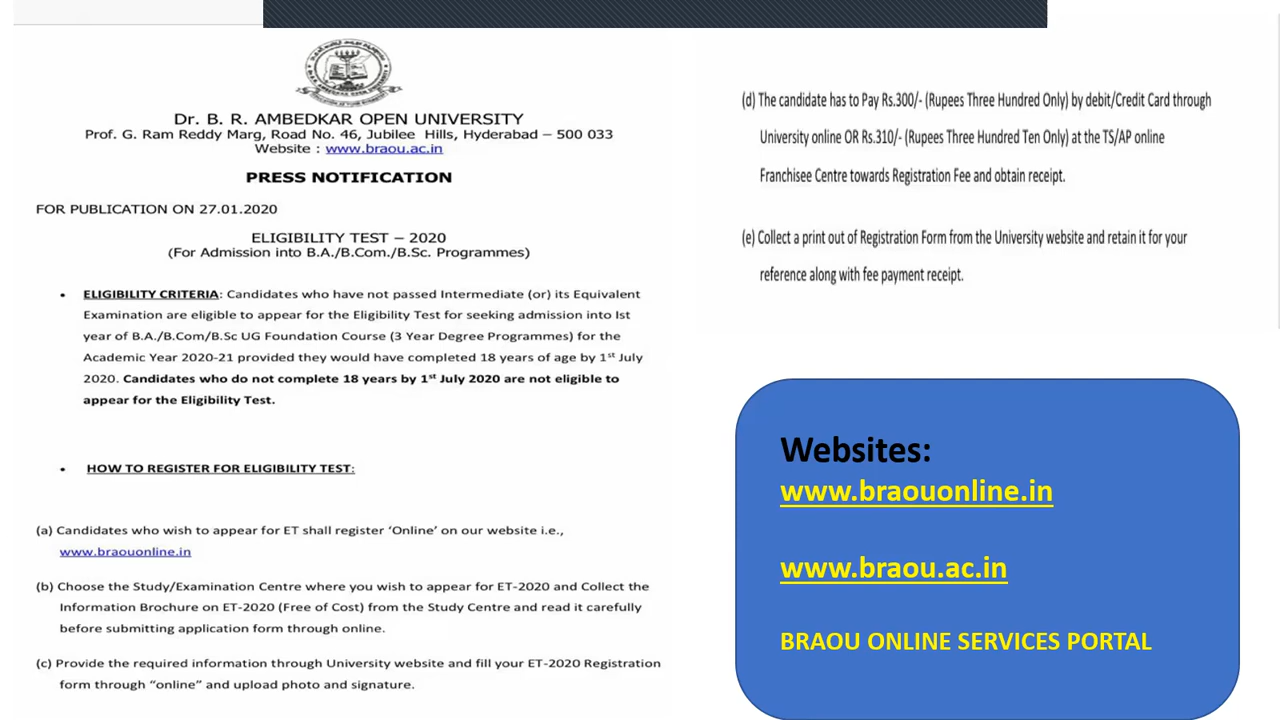 Dr. B. R. AMBEDKAR OPEN UNIVERSITY
Prof. G. Ram Reddy Marg, Road No. 46, Jubilee Hills, Hyderabad – 500 033
Website : www.braou.ac.in
PRESS NOTIFICATION
FOR PUBLICATION ON 27.01.2020
ELIGIBILITY TEST – 2020
(For Admission into B.A./B.Com./B.Sc. Programmes)
• ELIGIBILITY CRITERIA: Candidates who have not passed Intermediate (or) its Equivalent
Examination are eligible to appear for the Eligibility Test for seeking admission into Ist
year of B.A./B.Com/B.Sc UG Foundation Course (3 Year Degree Programmes) for the
Academic Year 2020-21 provided they would have completed 18 years of age by 1st July
2020. Candidates who do not complete 18 years by 1st July 2020 are not eligible to
appear for the Eligibility Test.
• HOW TO REGISTER FOR ELIGIBILITY TEST:
(a) Candidates who wish to appear for ET shall register ‘Online’ on our website i.e.,
www.braouonline.in
(b) Choose the Study/Examination Centre where you wish to appear for ET-2020 and Collect the
Information Brochure on ET-2020 (Free of Cost) from the Study Centre and read it carefully
before submitting application form through online.
(c) Provide the required information through University website and fill your ET-2020 Registration
form through “online” and upload photo and signature.
(d) The candidate has to Pay Rs.300/- (Rupees Three Hundred Only) by debit/Credit Card through
University online OR Rs.310/- (Rupees Three Hundred Ten Only) at the TS/AP online
Franchisee Centre towards Registration Fee and obtain receipt.
(e) Collect a print out of Registration Form from the University website and retain it for your
reference along with fee payment receipt.
Websites:
www.braouonline.in
www.braou.ac.in
BRAOU ONLINE SERVICES PORTAL